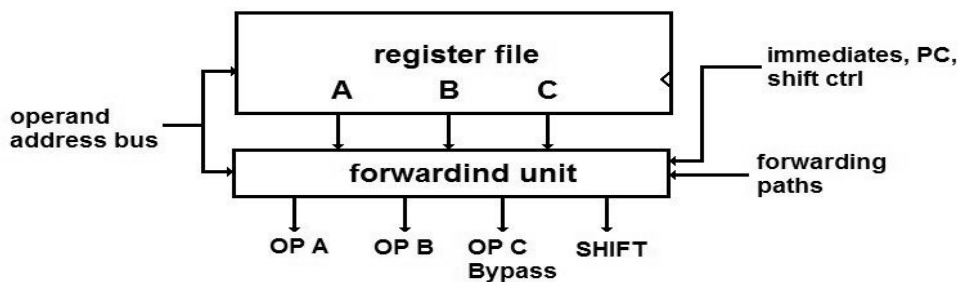 register file
A B C
immediates, PC,
shift ctrl
operand
address bus
forwardind unit
forwarding
paths
OP A
OP B
OP C
Bypass
SHIFT